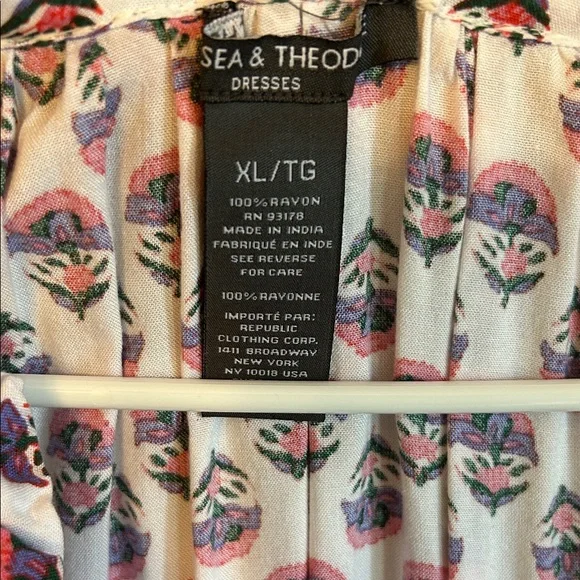 SEA & THEOD
DRESSES
XL/TG
100% RAYON
RN 93178
MADE IN INDIA
FABRIQUÉ EN INDE
SEE REVERSE
FOR CARE
100% RAYONNE
IMPORTÉ PAR:
REPUBLIC
CLOTHING CORP.
1411 BROADWAY
NEW YORK
NY 10018 USA